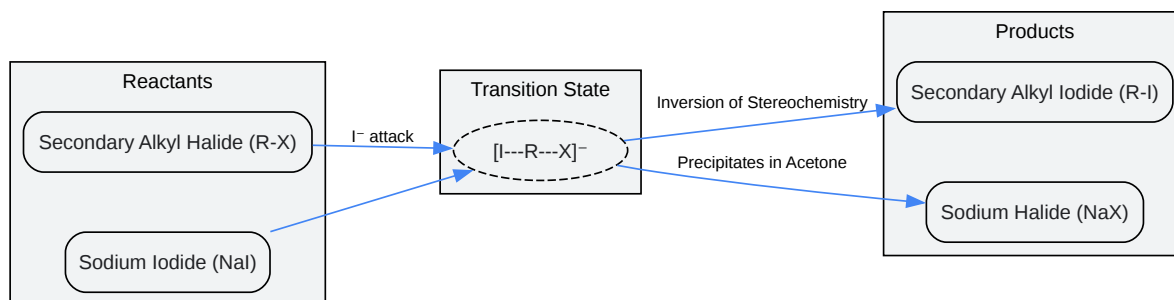 Reactants
Secondary Alkyl Halide (R-X)
Sodium Iodide (NaI)
I⁻ attack
Transition State
[I---R---X]⁻
Inversion of Stereochemistry
Precipitates in Acetone
Products
Secondary Alkyl Iodide (R-I)
Sodium Halide (NaX)